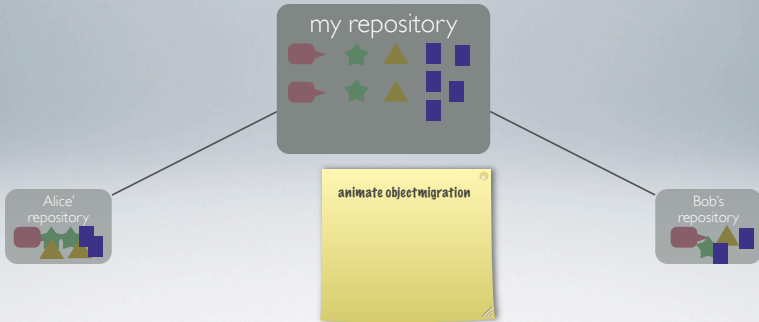 my repository
Alice'
repository
animate objectmigration
Bob's
repository